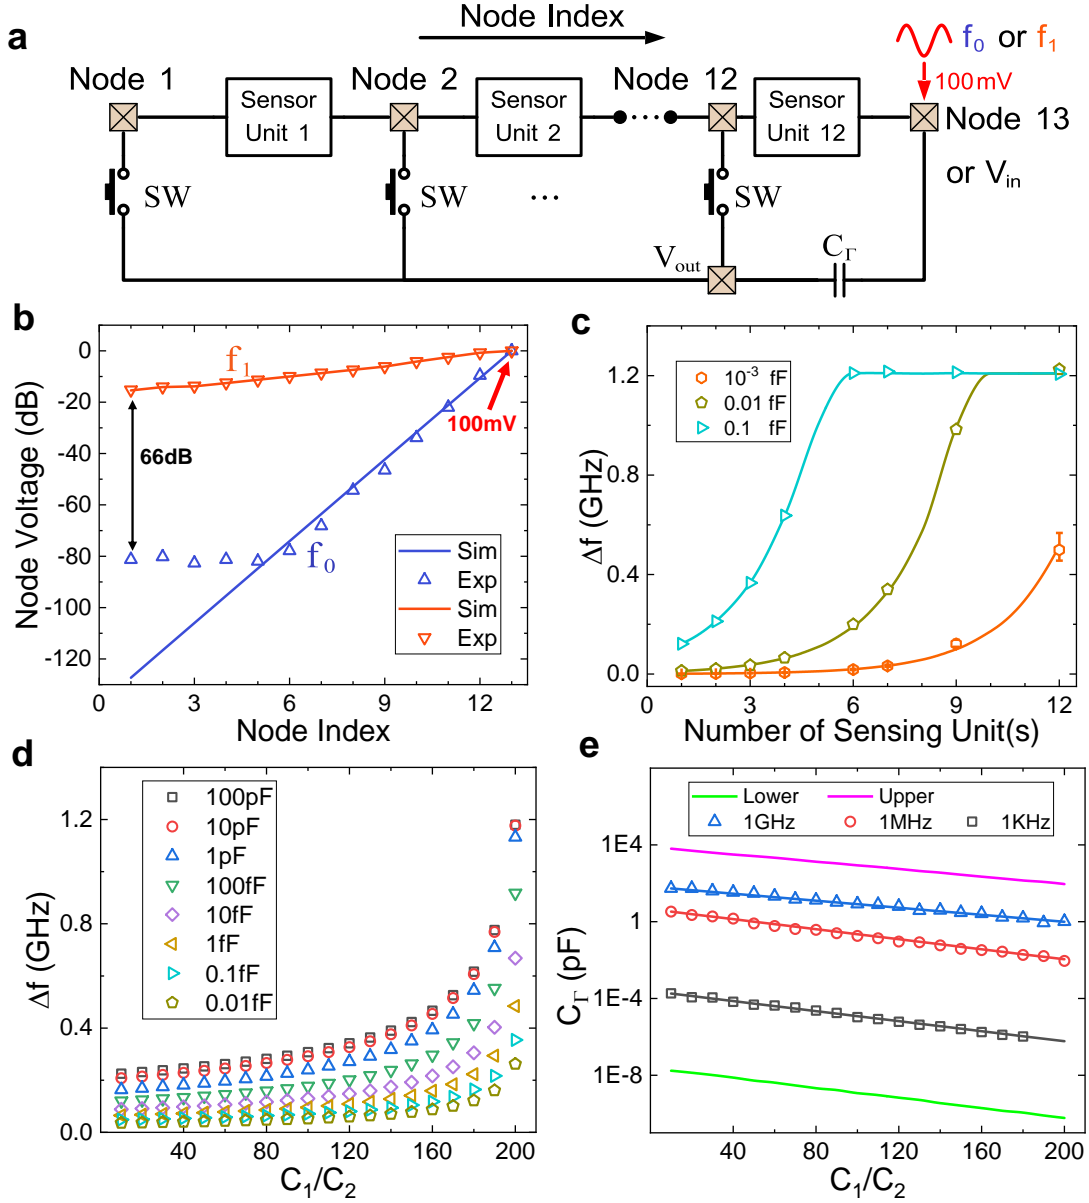 a
Node Index
f0 or f1
100mV
Node 1
Sensor
Unit 1
Node 2
Sensor
Unit 2
Node 12
Sensor
Unit 12
Node 13
or Vin
SW
SW
...
SW
Vout
CΓ
b
Node Voltage (dB)
0
-20
-40
-60
-80
-100
-120
f1
66dB
f0
100mV
Sim
Exp
Sim
Exp
0 3 6 9 12
Node Index
c
Δf (GHz)
1.2
0.8
0.4
0.0
10-3 fF
0.01 fF
0.1 fF
0 3 6 9 12
Number of Sensing Unit(s)
d
Δf (GHz)
1.2
0.8
0.4
0.0
100pF
10pF
1pF
100fF
10fF
1fF
0.1fF
0.01fF
40 80 120 160 200
C1/C2
e
CΓ (pF)
1E4
1
1E-4
1E-8
Lower Upper
1GHz 1MHz 1KHz
0 40 80 120 160 200
C1/C2